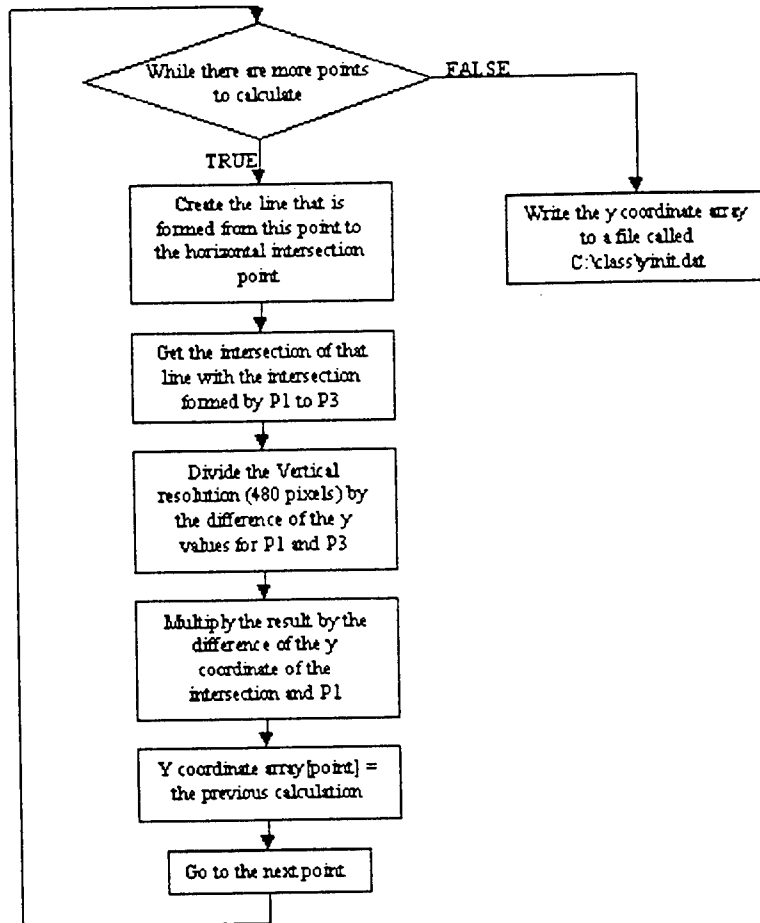 While there are more points
to calculate
FALSE
TRUE
Create the line that is
formed from this point to
the horizontal intersection
point
Write the y coordinate array
to a file called
C:\class\yinit.dat
Get the intersection of that
line with the intersection
formed by P1 to P3
Divide the Vertical
resolution (480 pixels) by
the difference of the y
values for P1 and P3
Multiply the result by the
difference of the y
coordinate of the
intersection and P1
Y coordinate array[point] =
the previous calculation
Go to the next point